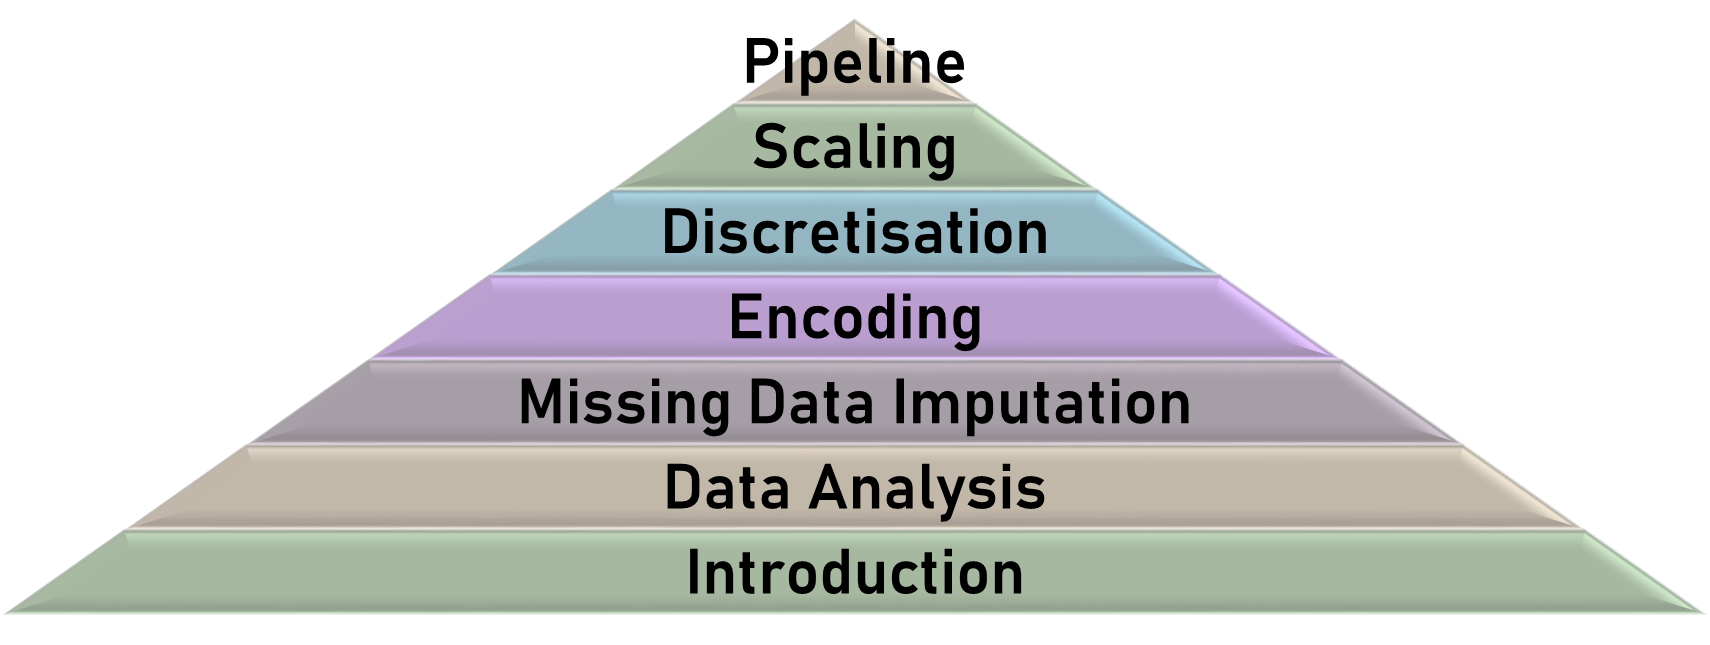 Pipeline
Scaling
Discretisation
Encoding
Missing Data Imputation
Data Analysis
Introduction